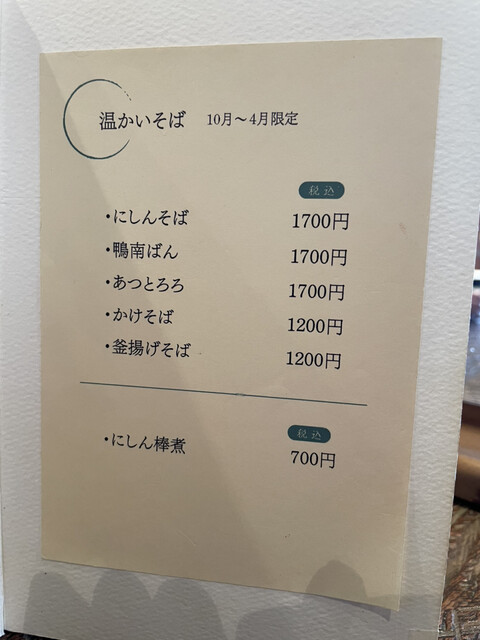 温かいそば 10月〜4月限定
税込
・にしんそば 1700円
・鴨南ばん 1700円
・あつとろろ 1700円
・かけそば 1200円
・釜揚げそば 1200円
税込
・にしん棒煮 700円